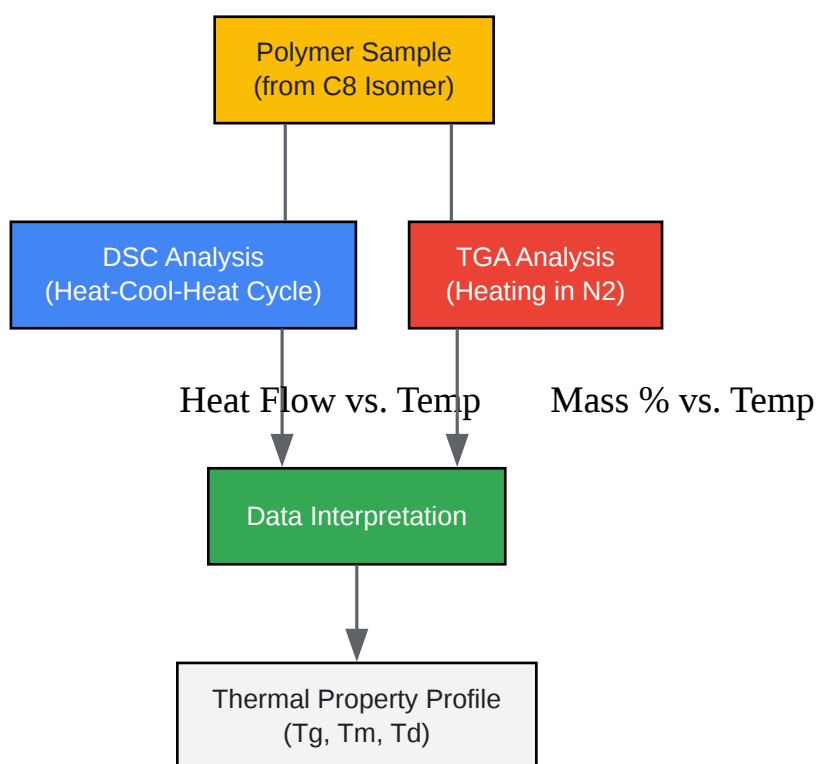 Polymer Sample
(from C8 Isomer)
DSC Analysis
(Heat-Cool-Heat Cycle)
TGA Analysis
(Heating in N2)
Heat Flow vs. Temp
Mass % vs. Temp
Data Interpretation
Thermal Property Profile
(Tg, Tm, Td)